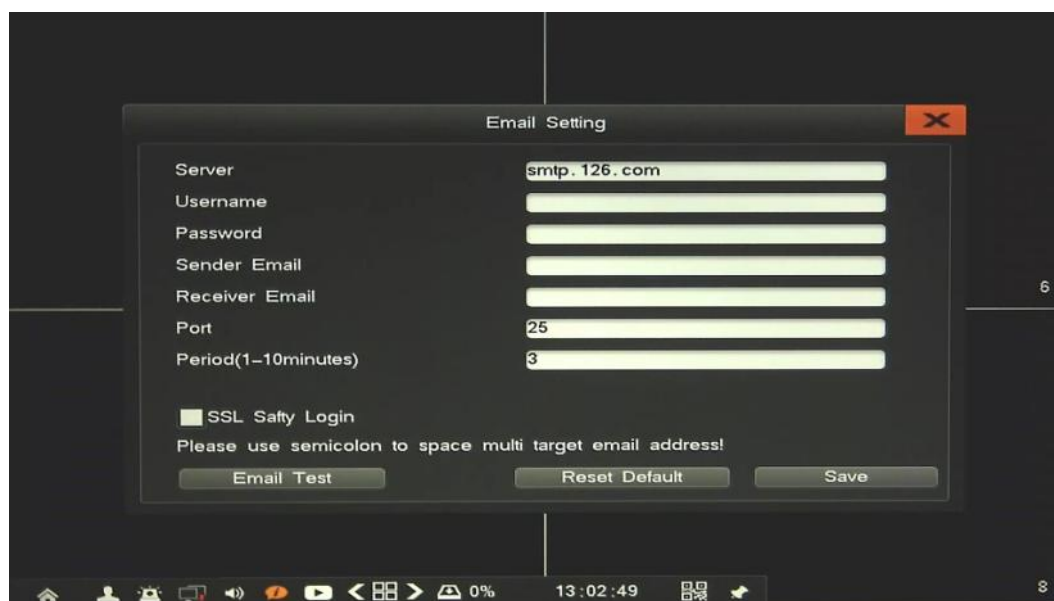 Email Setting
Server smtp.126.com
Username
Password
Sender Email
Receiver Email
6
Port 25
Period(1-10minutes) 3
SSL Safty Login
Please use semicolon to space multi target email address!
Email Test Reset Default Save
0% 13:02:49
8